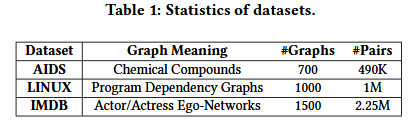 Table 1: Statistics of datasets.
Dataset Graph Meaning #Graphs #Pairs
AIDS Chemical Compounds 700 490K
LINUX Program Dependency Graphs 1000 1M
IMDB Actor/Actress Ego-Networks 1500 2.25M